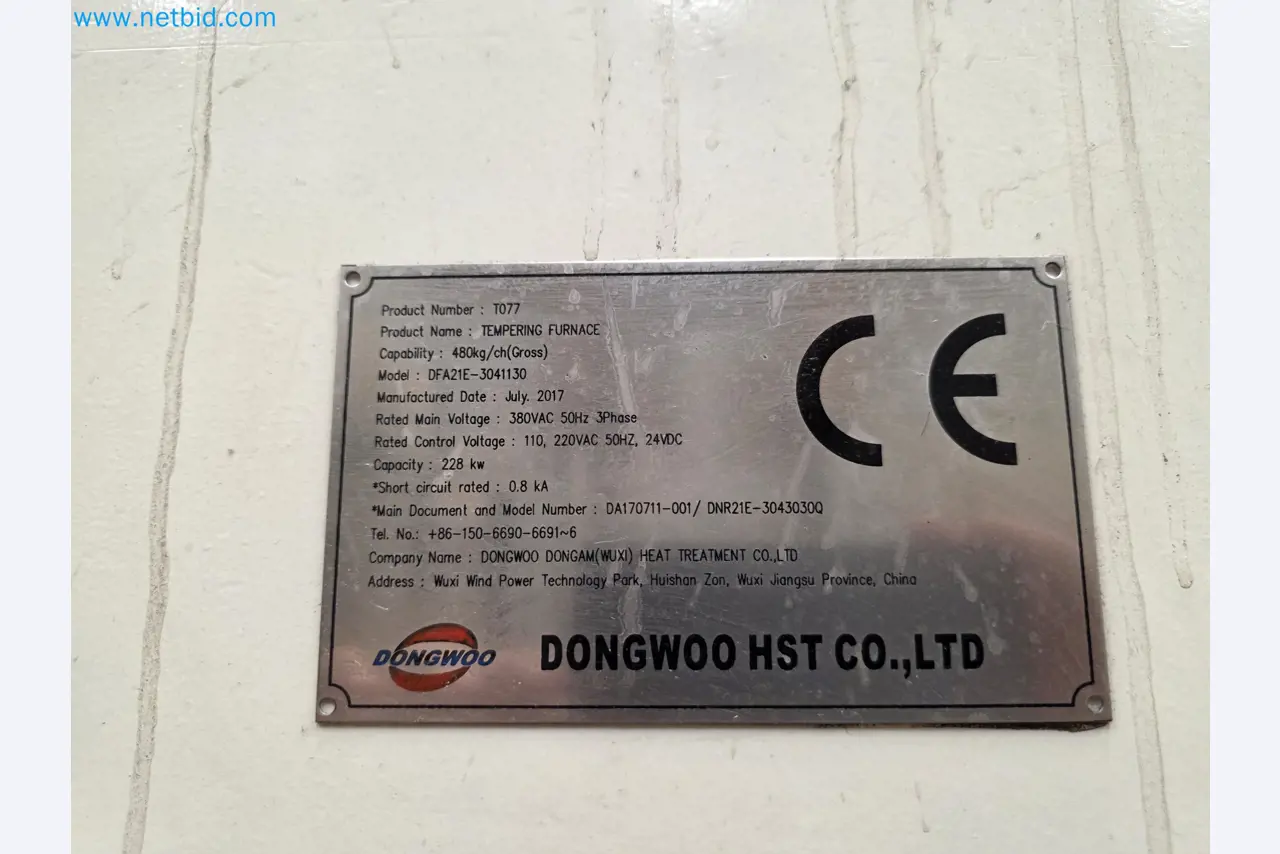 www.netbid.com
Product Number : T077
Product Name : TEMPERING FURNACE
Capability : 480kg/ch(Gross)
Model : DFA21E-3041130
Manufactured Date : July. 2017
Rated Main Voltage : 380VAC 50Hz 3Phase
Rated Control Voltage : 110, 220VAC 50HZ, 24VDC
Capacity : 228 kw
*Short circuit rated : 0.8 kA
*Main Document and Model Number : DA170711-001/ DNR21E-3043030Q
Tel. No.: +86-150-6690-6691~6
Company Name : DONGWOO DONGAM(WUXI) HEAT TREATMENT CO.,LTD
Address : Wuxi Wind Power Technology Park, Huishan Zon, Wuxi Jiangsu Province, China
CE
DONGWOO
DONGWOO HST CO.,LTD